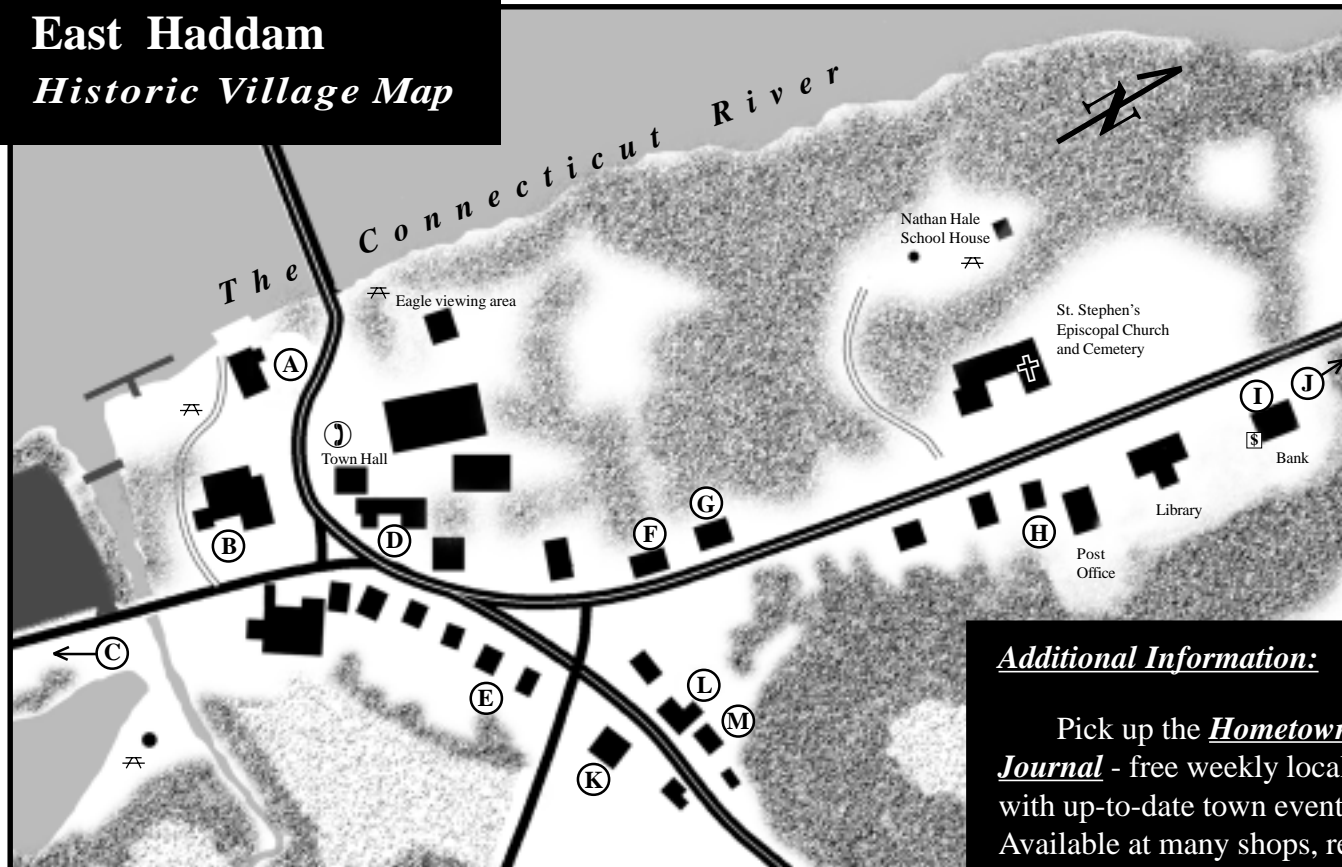 East Haddam
Historic Village Map
The Connecticut River
N
Nathan Hale
School House
Eagle viewing area
St. Stephen's
Episcopal Church
and Cemetery
A
J
I
$
Bank
Town Hall
Library
G
F
D
B
H
Post
Office
C
E
L
M
K
Additional Information:
Pick up the Hometown
Journal - free weekly local
with up-to-date town event
Available at many shops, re